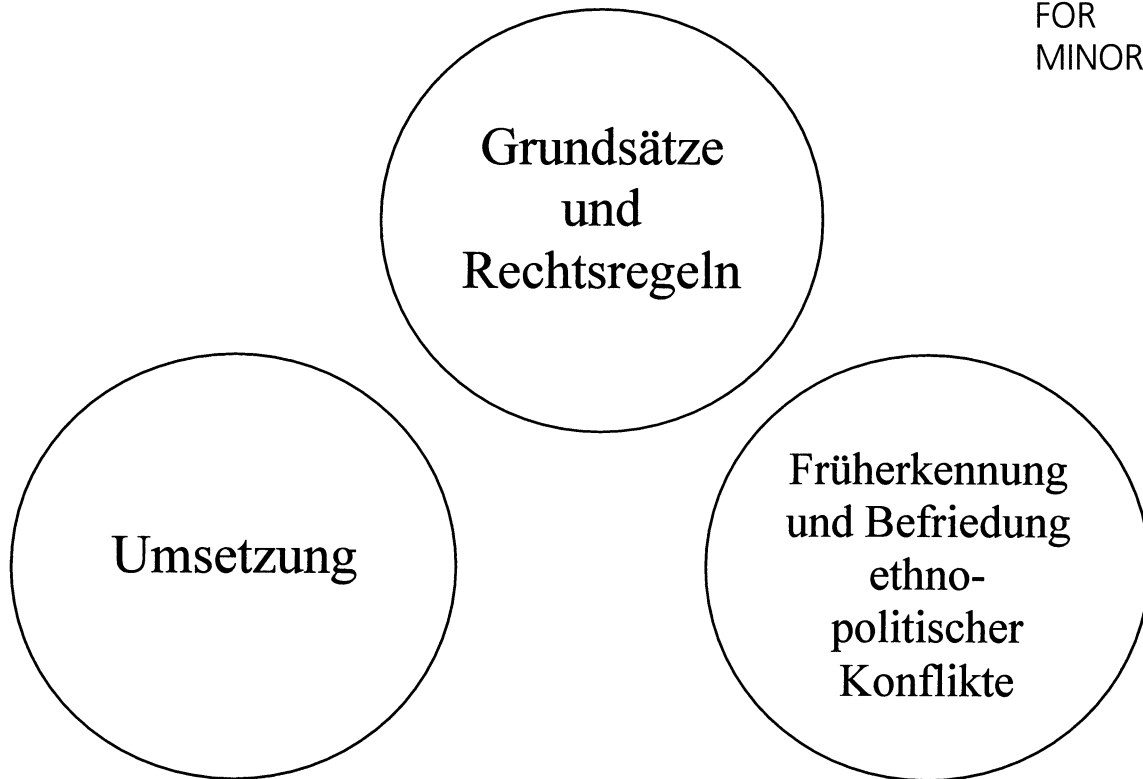 FOR
MINOR
Grundsätze
und
Rechtsregeln
Umsetzung
Früherkennung
und Befriedung
ethno-
politischer
Konflikte